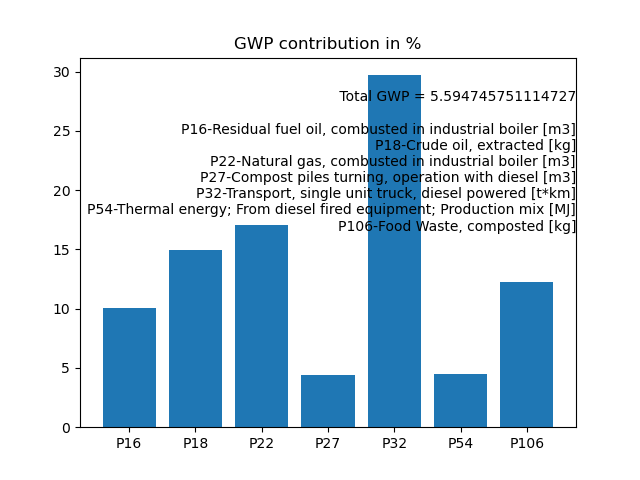 GWP contribution in %
30
25
20
15
10
5
0
Total GWP = 5.594745751114727
P16-Residual fuel oil, combusted in industrial boiler [m3]
P18-Crude oil, extracted [kg]
P22-Natural gas, combusted in industrial boiler [m3]
P27-Compost piles turning, operation with diesel [m3]
P32-Transport, single unit truck, diesel powered [t*km]
P54-Thermal energy; From diesel fired equipment; Production mix [MJ]
P106-Food Waste, composted [kg]
P16 P18 P22 P27 P32 P54 P106